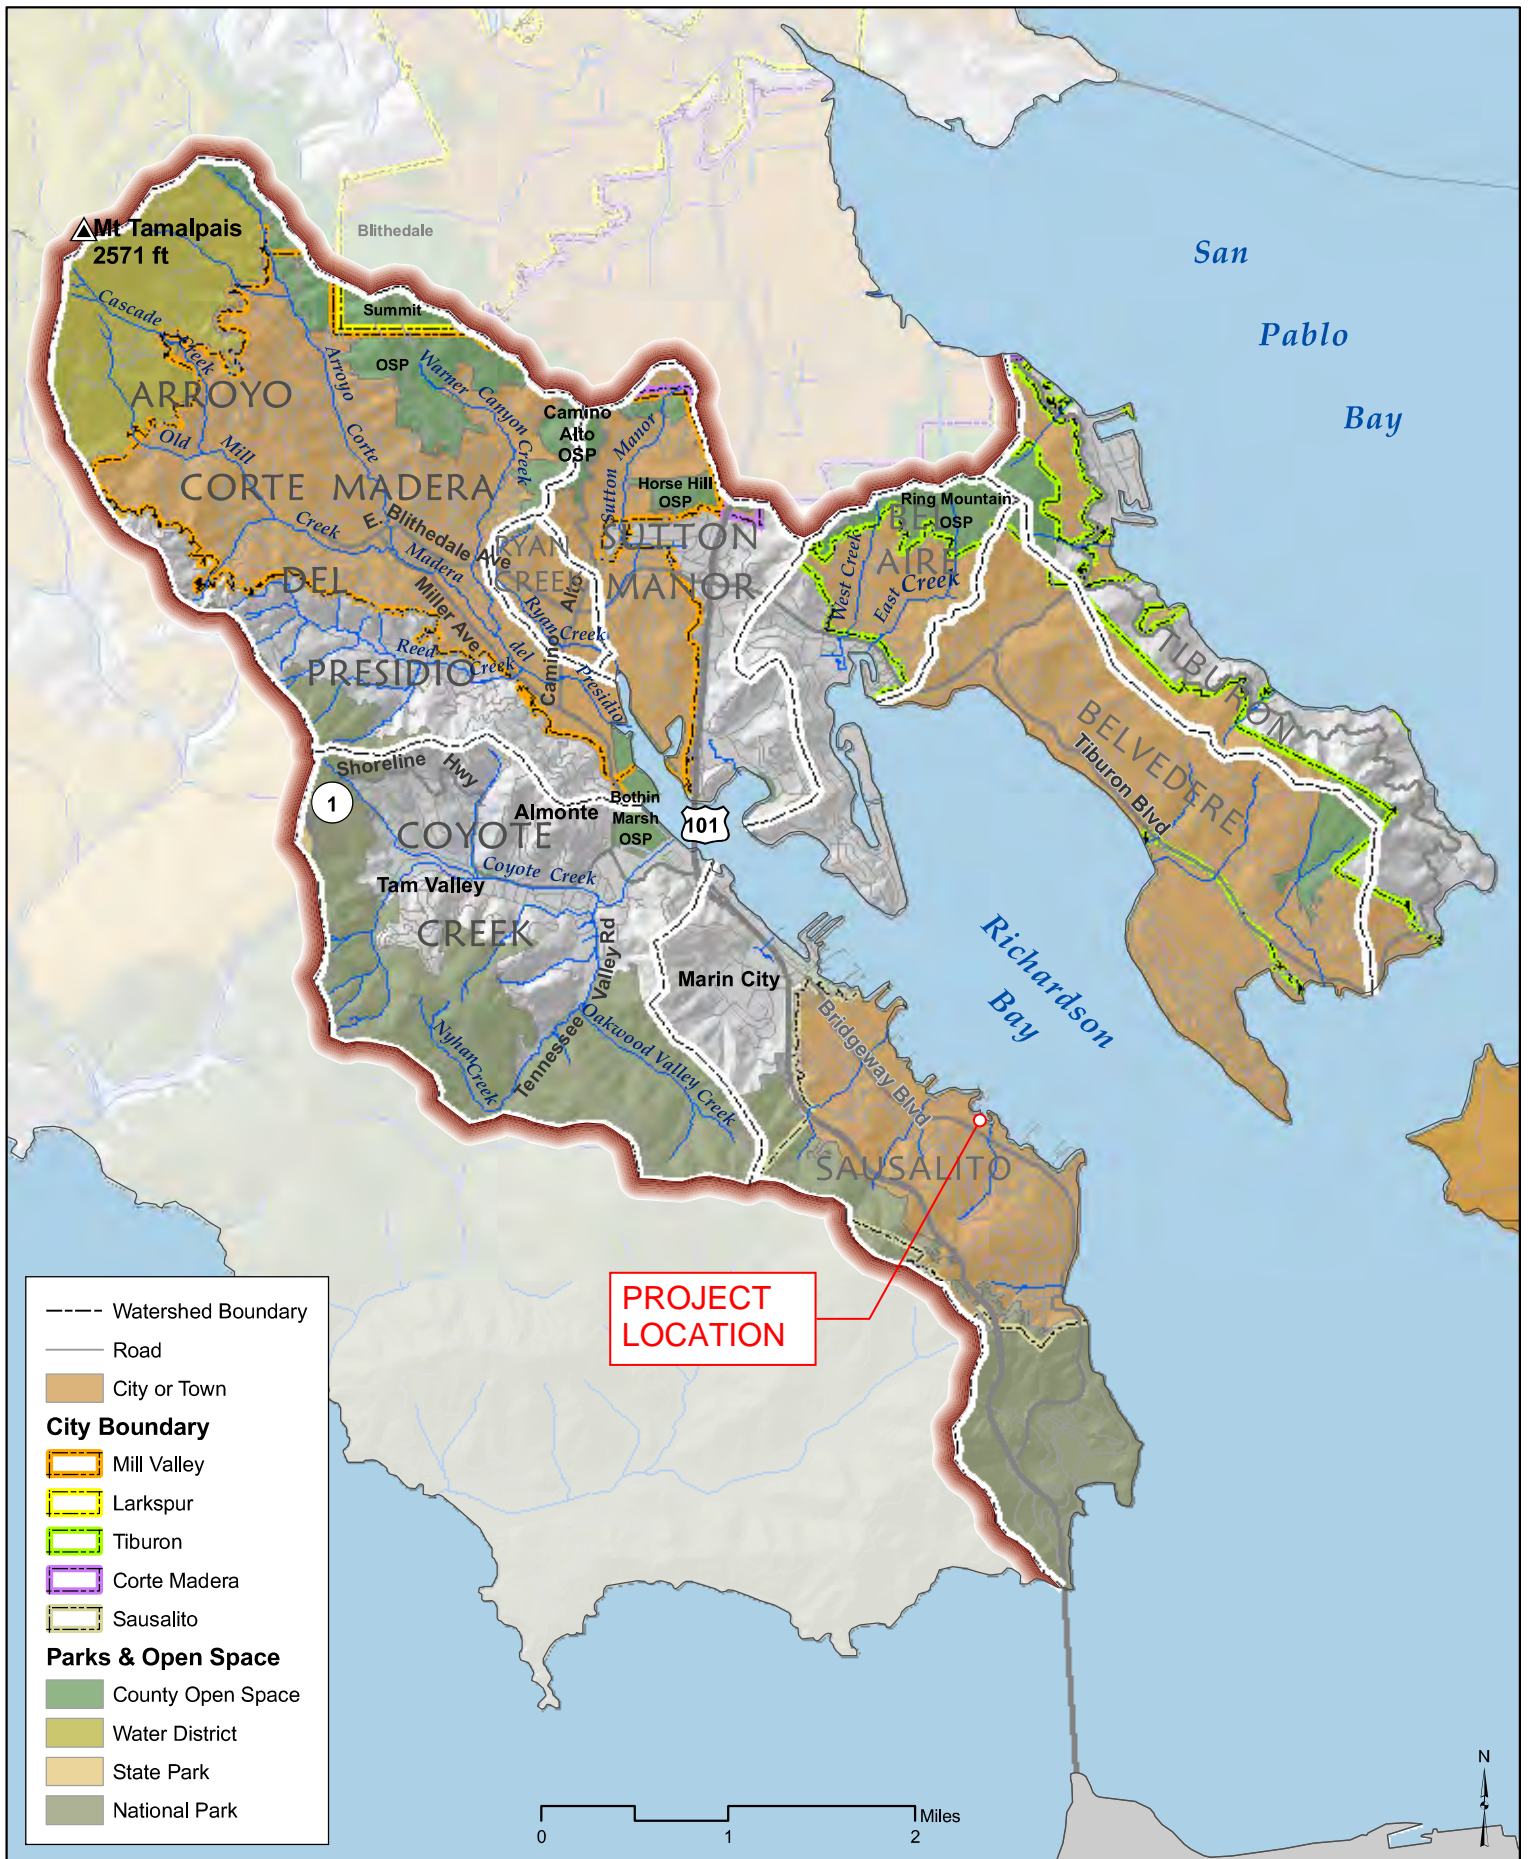 San
Pablo
Bay
Mt Tamalpais
2571 ft
Blithedale
Summit
OSP
Cascade
Creek
Arroyo
Corte
Madera
del
Presidio
Warner Canyon Creek
Camino
Alto
OSP
Sutton Manor
Horse Hill
OSP
Ring Mountain
OSP
ARROYO
CORTE MADERA
DEL
PRESIDIO
Old Mill
Creek
E. Blithedale Ave
RYAN
CREEK
SUTTON
MANOR
BEL
AIRE
West Creek
East Creek
Miller Ave
Ryan
Creek
Camino Alto
Reed
Creek
TIBURON
BELVEDERE
Tiburon Blvd
Shoreline Hwy
1
Almonte
Bothin
Marsh
OSP
101
COYOTE
CREEK
Coyote Creek
Tam Valley
Tennessee Valley Rd
Marin City
Richardson
Bay
Nyhan
Creek
Oakwood Valley Creek
Bridgeway Blvd
SAUSALITO
PROJECT
LOCATION
Watershed Boundary
Road
City or Town
City Boundary
Mill Valley
Larkspur
Tiburon
Corte Madera
Sausalito
Parks & Open Space
County Open Space
Water District
State Park
National Park
Miles
0 1 2
N